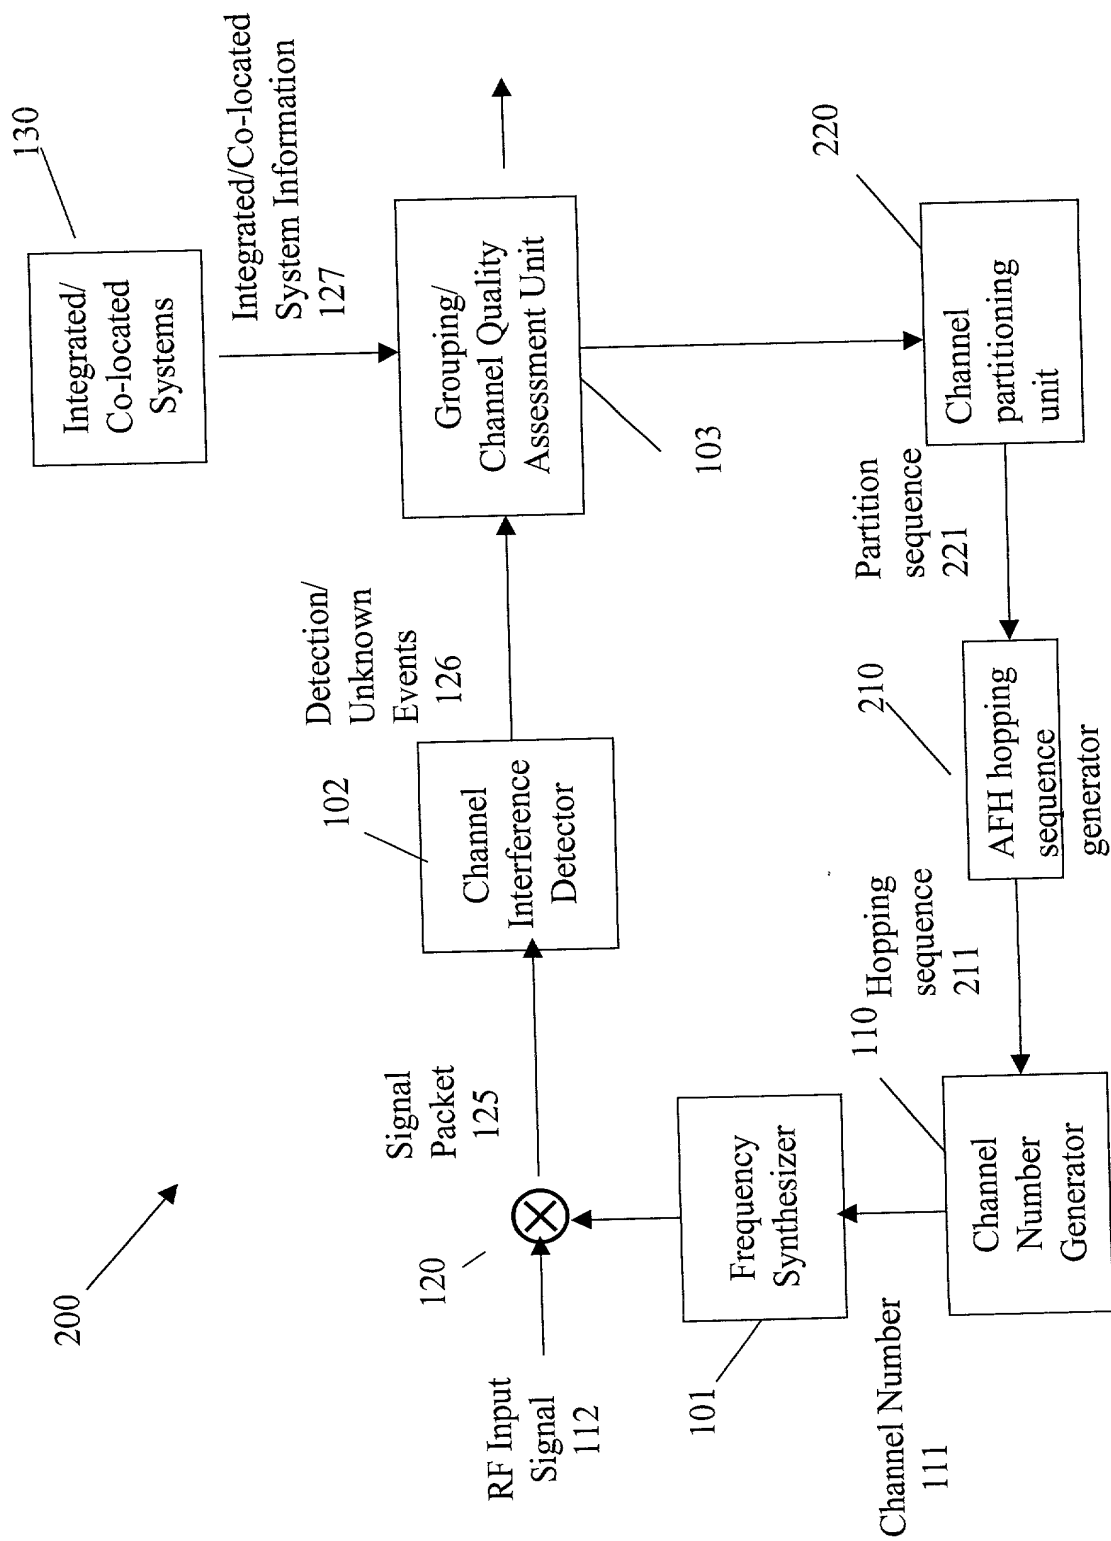 200
130
Integrated/
Co-located
Systems
Integrated/Co-located
System Information
127
RF Input
Signal
112
120
Signal
Packet
125
102
Channel
Interference
Detector
Detection/
Unknown
Events
126
Grouping/
Channel Quality
Assessment Unit
103
101
Frequency
Synthesizer
Channel Number
111
110
Channel
Number
Generator
Hopping
sequence
211
210
AFH hopping
sequence
generator
Partition
sequence
221
220
Channel
partitioning
unit